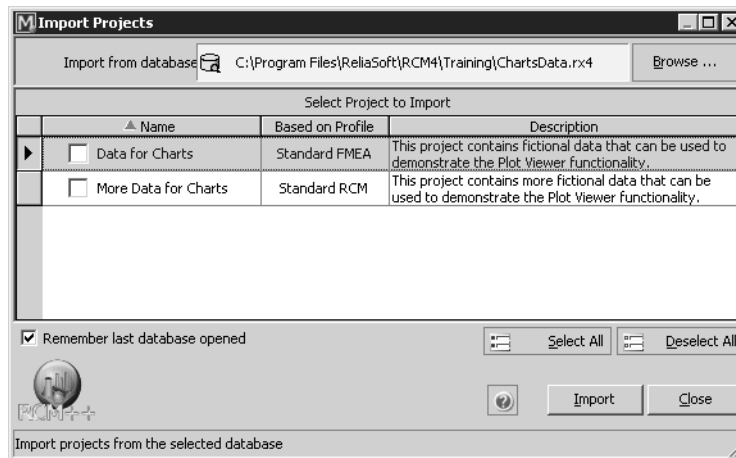 Import Projects
Import from database C:\Program Files\ReliaSoft\RCM4\Training\ChartsData.rx4 Browse ...
Select Project to Import
Name Based on Profile Description
Data for Charts Standard FMEA This project contains fictional data that can be used to
demonstrate the Plot Viewer functionality.
More Data for Charts Standard RCM This project contains more fictional data that can be
used to demonstrate the Plot Viewer functionality.
Remember last database opened Select All Deselect All
RCM++ Import Close
Import projects from the selected database